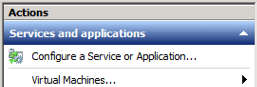 Actions
Services and applications
Configure a Service or Application...
Virtual Machines...